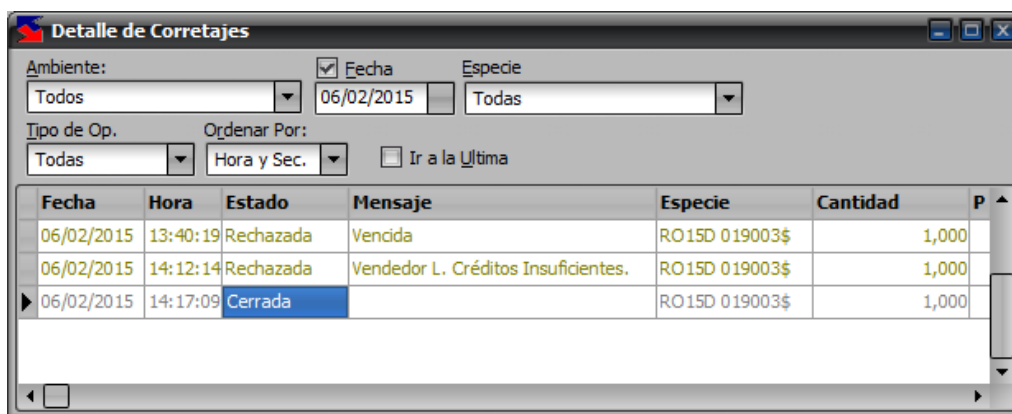 Detalle de Corretajes
Ambiente: Fecha Especie
Todos 06/02/2015 Todas
Tipo de Op. Ordenar Por:
Todas Hora y Sec. Ir a la Ultima
Fecha Hora Estado Mensaje Especie Cantidad P
06/02/2015 13:40:19 Rechazada Vencida RO15D 019003$ 1,000
06/02/2015 14:12:14 Rechazada Vendedor L. Créditos Insuficientes. RO15D 019003$ 1,000
06/02/2015 14:17:09 Cerrada RO15D 019003$ 1,000